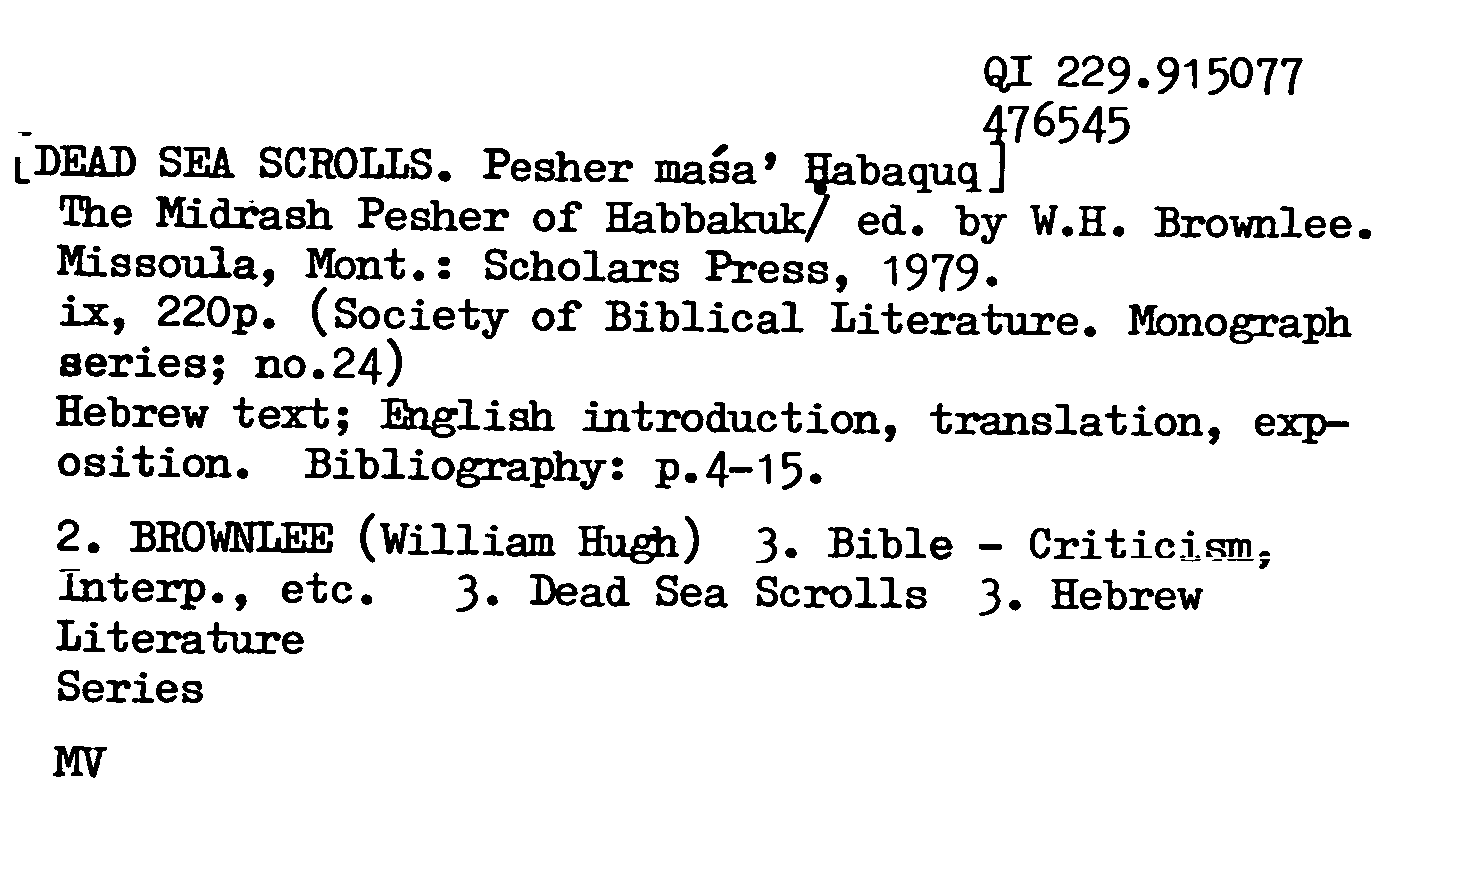 QI 229.915077
476545
[DEAD SEA SCROLLS. Pesher maśa' Ḥabaquq]
The Midrash Pesher of Habbakuk/ ed. by W.H. Brownlee.
Missoula, Mont.: Scholars Press, 1979.
ix, 220p. (Society of Biblical Literature. Monograph
series; no.24)
Hebrew text; English introduction, translation, exp-
osition. Bibliography: p.4-15.
2. BROWNLEE (William Hugh) 3. Bible - Criticism,
Interp., etc. 3. Dead Sea Scrolls 3. Hebrew
Literature
Series
MV